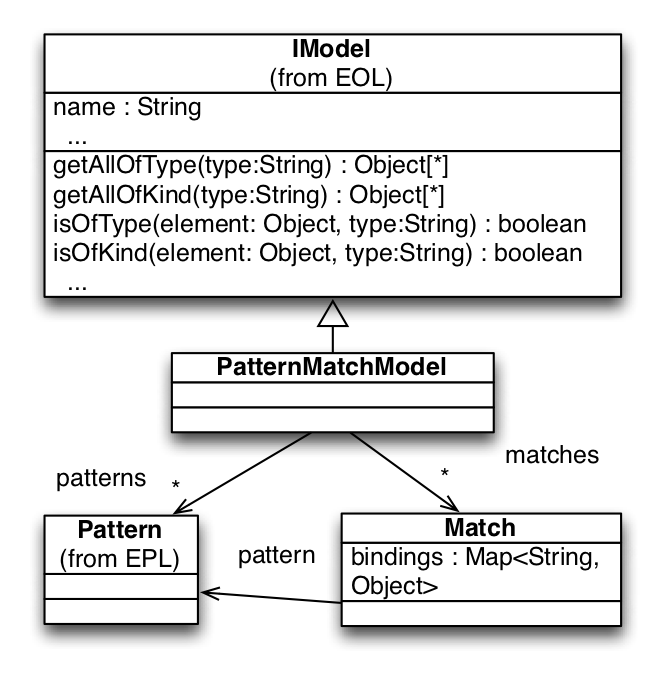 IModel
(from EOL)
name : String
...
getAllOfType(type:String) : Object[*]
getAllOfKind(type:String) : Object[*]
isOfType(element: Object, type:String) : boolean
isOfKind(element: Object, type:String) : boolean
...
PatternMatchModel
patterns
*
*
matches
Pattern
(from EPL)
pattern
Match
bindings : Map<String,
Object>